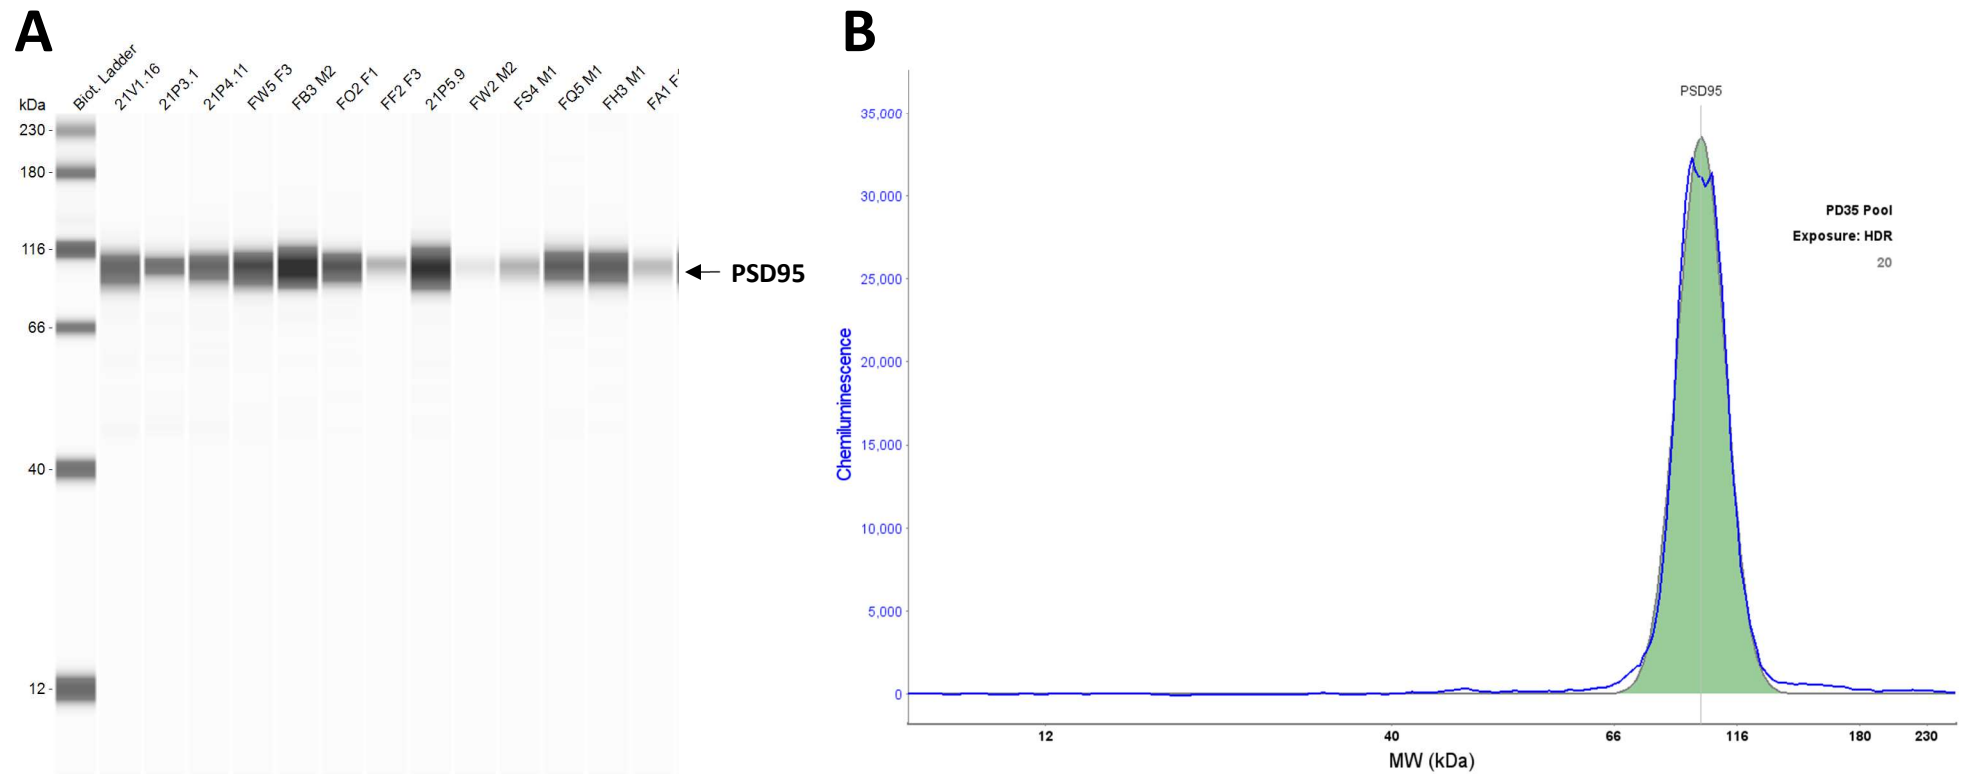 A
kDa
Biot. Ladder
21V1.16
21P3.1
21P4.11
FW5 F3
FB3 M2
FO2 F1
FF2 F3
21P5.9
FW2 M2
FS4 M1
FQ5 M1
FH3 M1
FA1 F
230 -
180 -
116 -
66 -
40 -
12 -
PSD95
B
PSD95
35,000
30,000
25,000
20,000
15,000
10,000
5,000
0
Chemiluminescence
PD35 Pool
Exposure: HDR
20
12 40 66 116 180 230
MW (kDa)